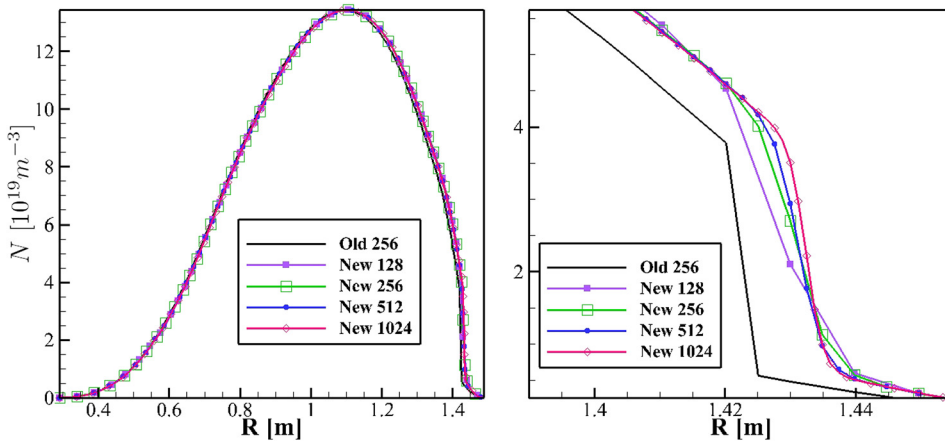 N [10^{19}m^{-3}]
12
10
8
6
4
2
0
0.4 0.6 0.8 1 1.2 1.4
R [m]
Old 256
New 128
New 256
New 512
New 1024
4
2
1.4 1.42 1.44
R [m]
Old 256
New 128
New 256
New 512
New 1024